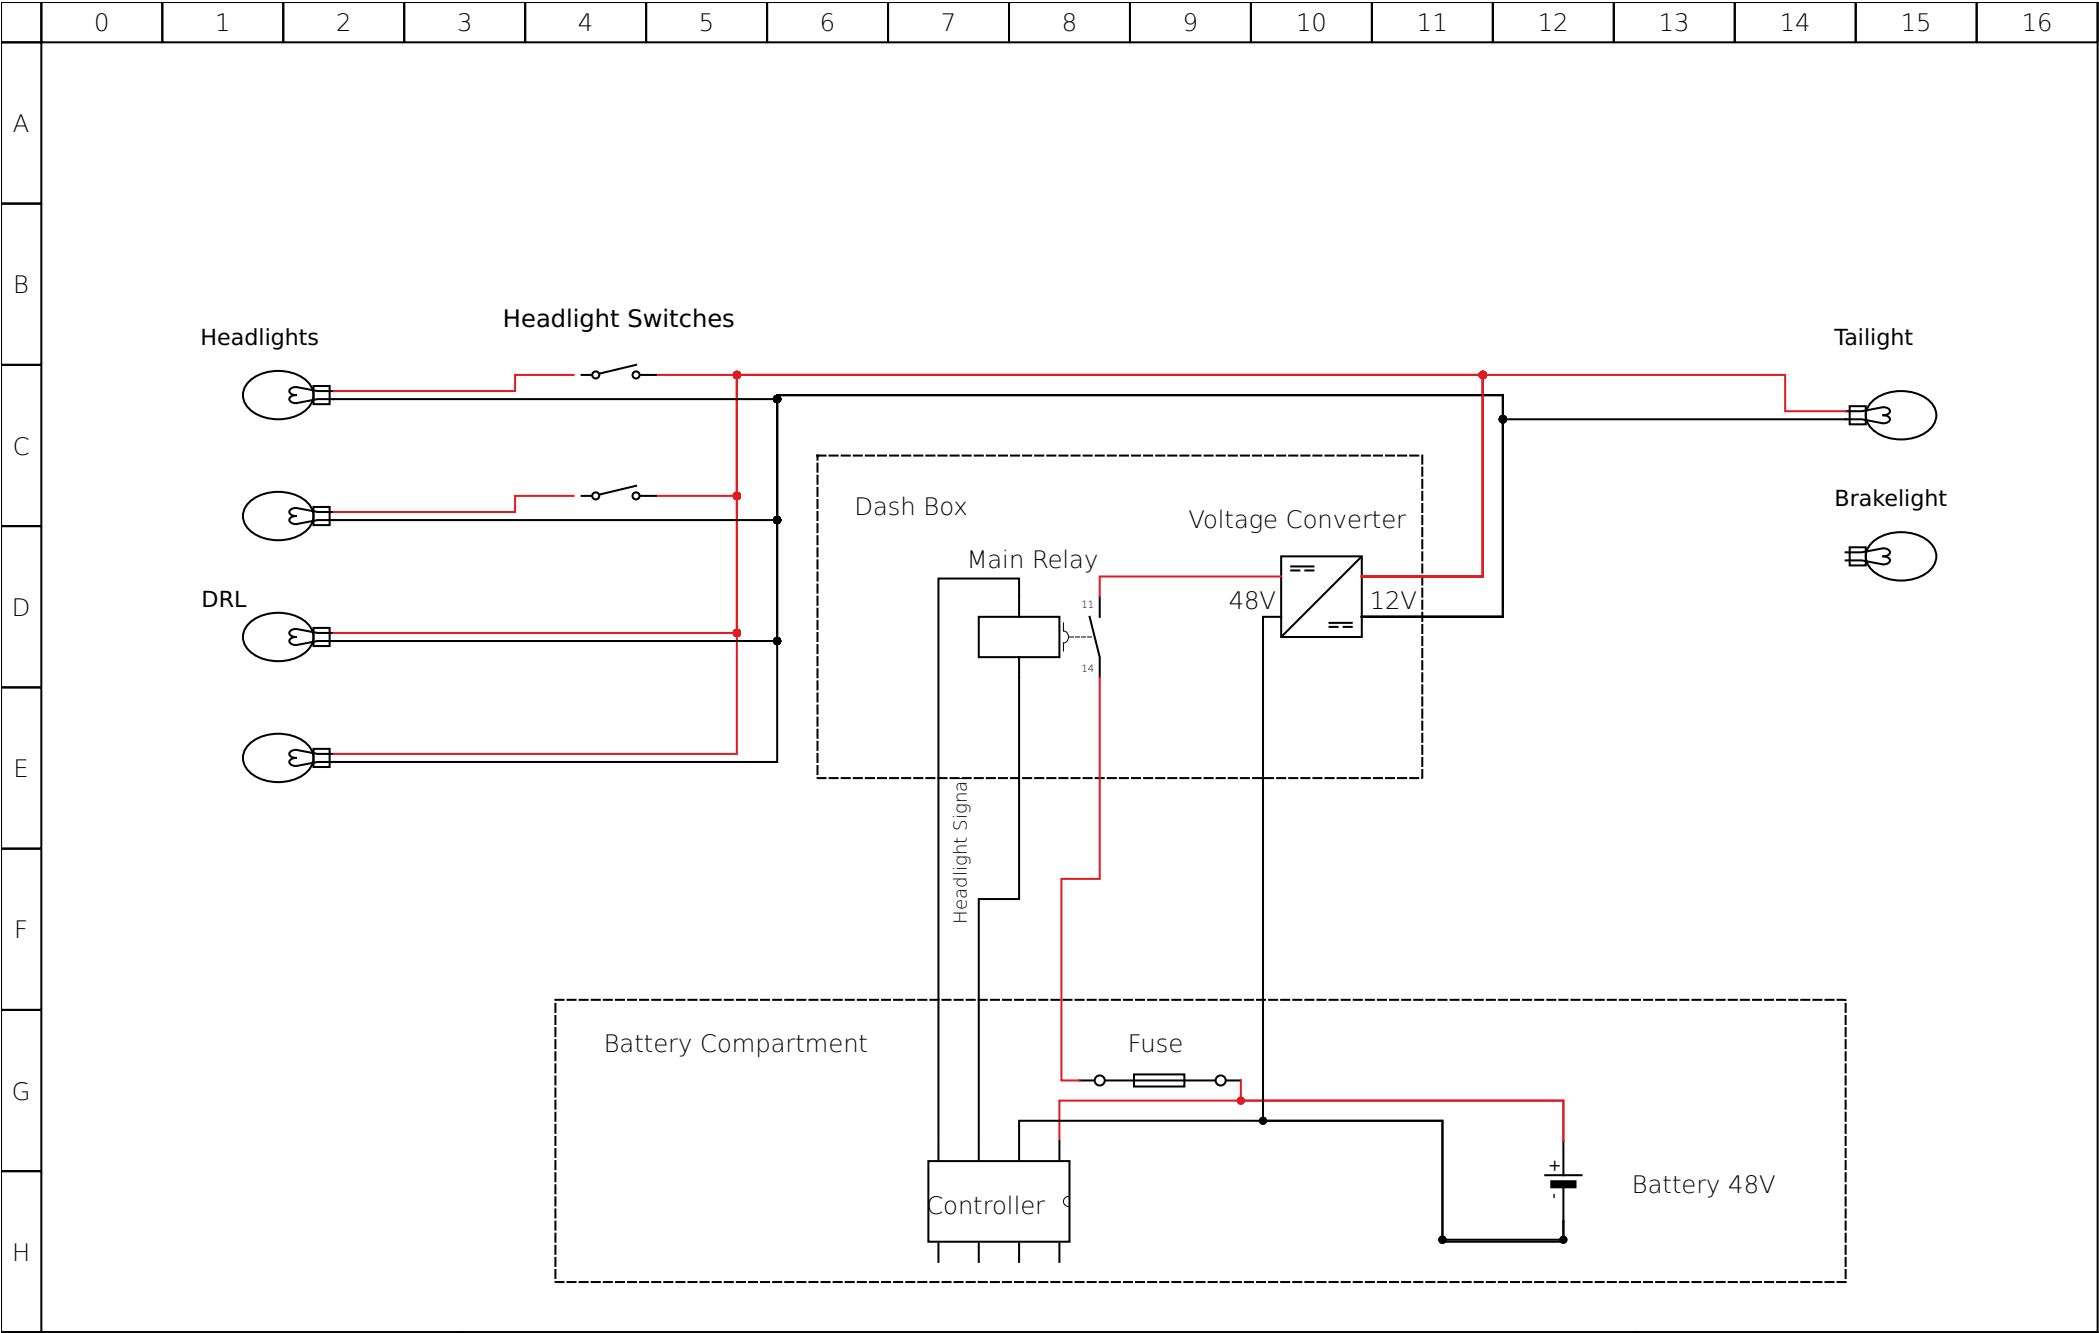 0 1 2 3 4 5 6 7 8 9 10 11 12 13 14 15 16
A
B
Headlight Switches
Headlights
Tailight
C
Brakelight
Dash Box
Voltage Converter
Main Relay
DRL
D
48V
12V
11
14
E
Headlight Signa
F
Battery Compartment
Fuse
G
+
Battery 48V
-
Controller
H